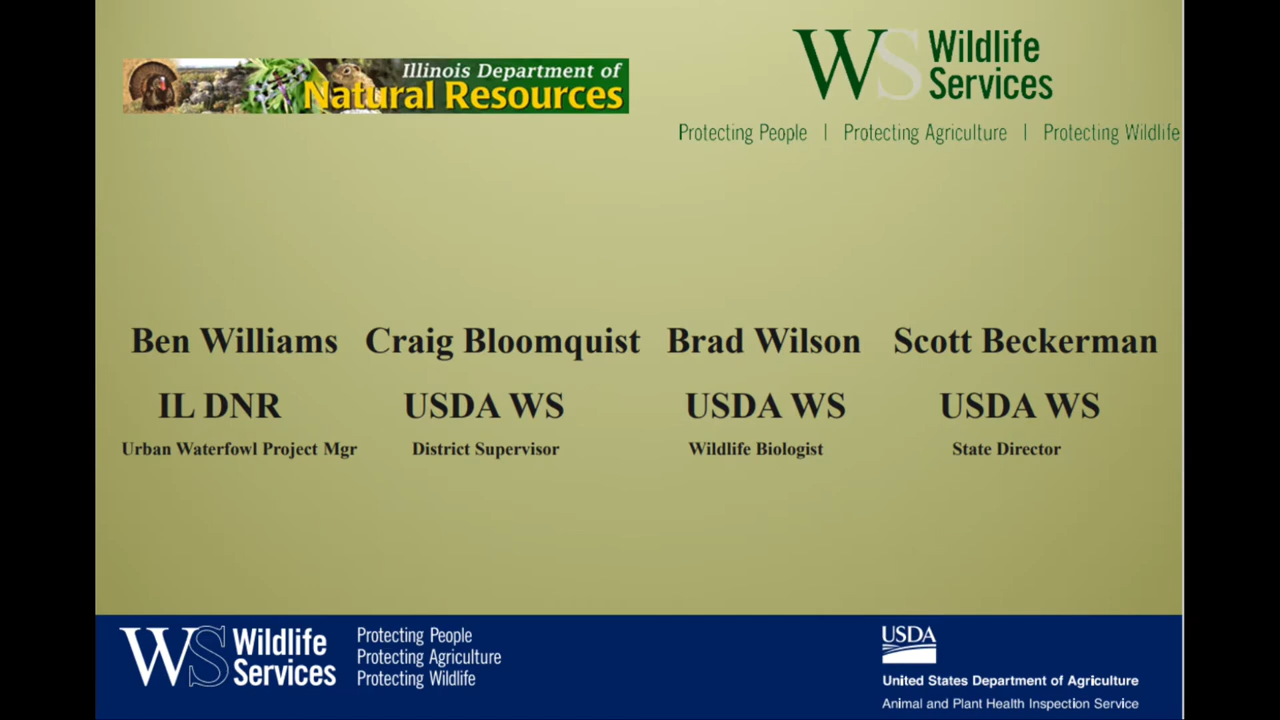 Illinois Department of
Natural Resources
WS Wildlife
Services
Protecting People | Protecting Agriculture | Protecting Wildlife
Ben Williams Craig Bloomquist Brad Wilson Scott Beckerman
IL DNR USDA WS USDA WS USDA WS
Urban Waterfowl Project Mgr District Supervisor Wildlife Biologist State Director
WS Wildlife
Services
Protecting People
Protecting Agriculture
Protecting Wildlife
USDA
United States Department of Agriculture
Animal and Plant Health Inspection Service